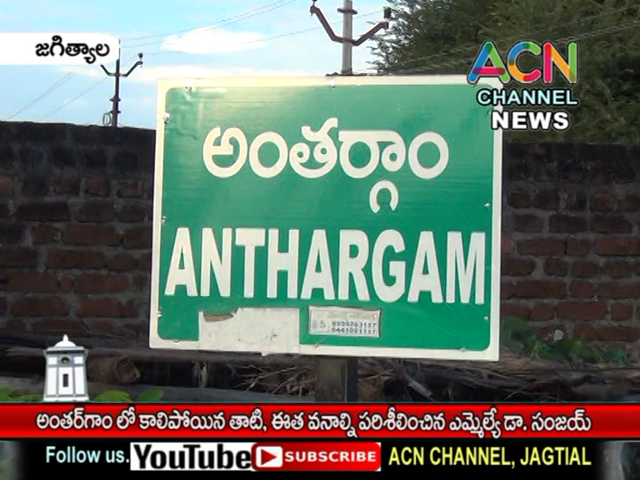 జగిత్యాల
ACN
CHANNEL
NEWS
అంతర్గాం
ANTHARGAM
అంతర్‌గాం లో కాలిపోయిన తాటి, ఈత వనాల్ని పరిశీలించిన ఎమ్మెల్యే డా. సంజయ్
Follow us. YouTube SUBSCRIBE ACN CHANNEL, JAGTIAL